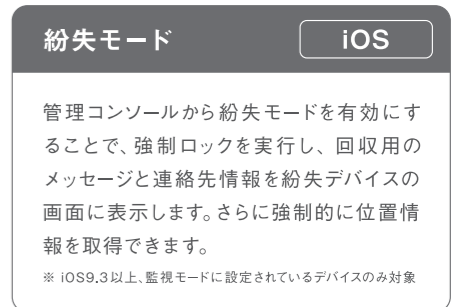 紛失モード
iOS
管理コンソールから紛失モードを有効にす
ることで、強制ロックを実行し、回収用の
メッセージと連絡先情報を紛失デバイスの
画面に表示します。さらに強制的に位置情
報を取得できます。
※ iOS9.3以上、監視モードに設定されているデバイスのみ対象